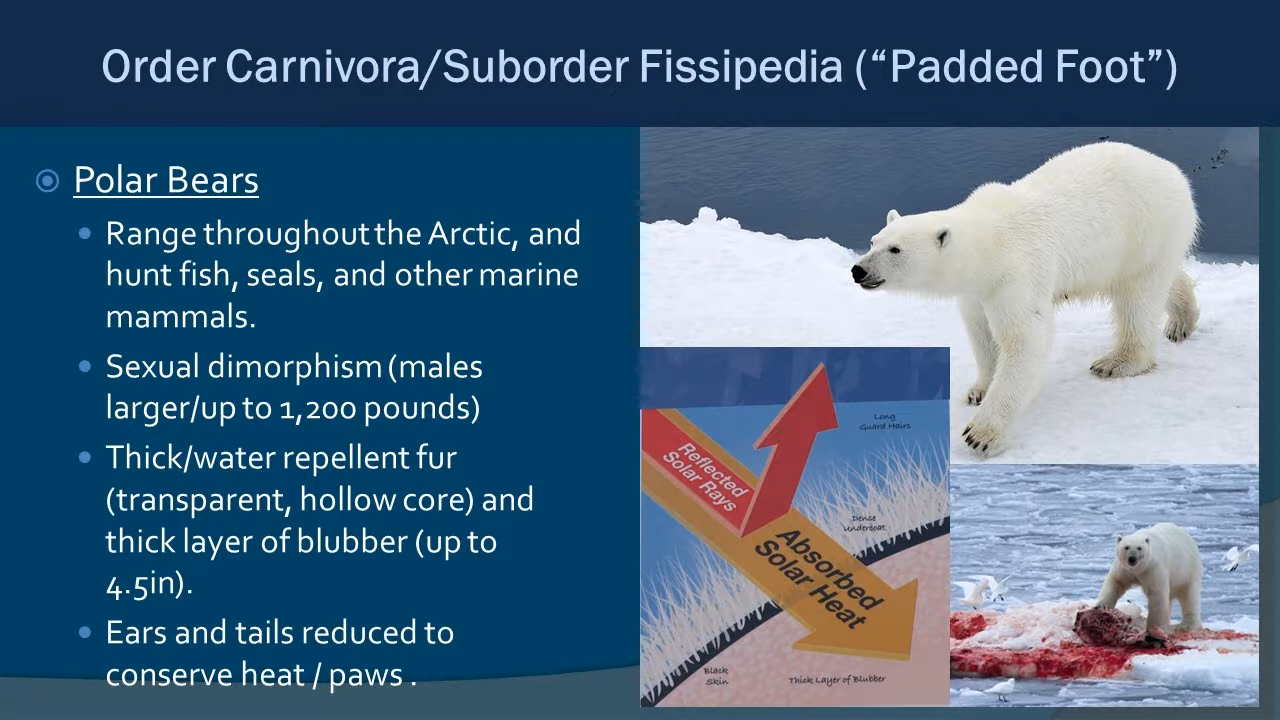 Order Carnivora/Suborder Fissipedia (“Padded Foot”)
Polar Bears
Range throughout the Arctic, and
hunt fish, seals, and other marine
mammals.
Sexual dimorphism (males
larger/up to 1,200 pounds)
Thick/water repellent fur
(transparent, hollow core) and
thick layer of blubber (up to
4.5in).
Ears and tails reduced to
conserve heat / paws .
Long
Guard Hairs
Reflected
Solar Rays
Dense
Undercoat
Absorbed
Solar Heat
Black
Skin
Thick Layer of Blubber